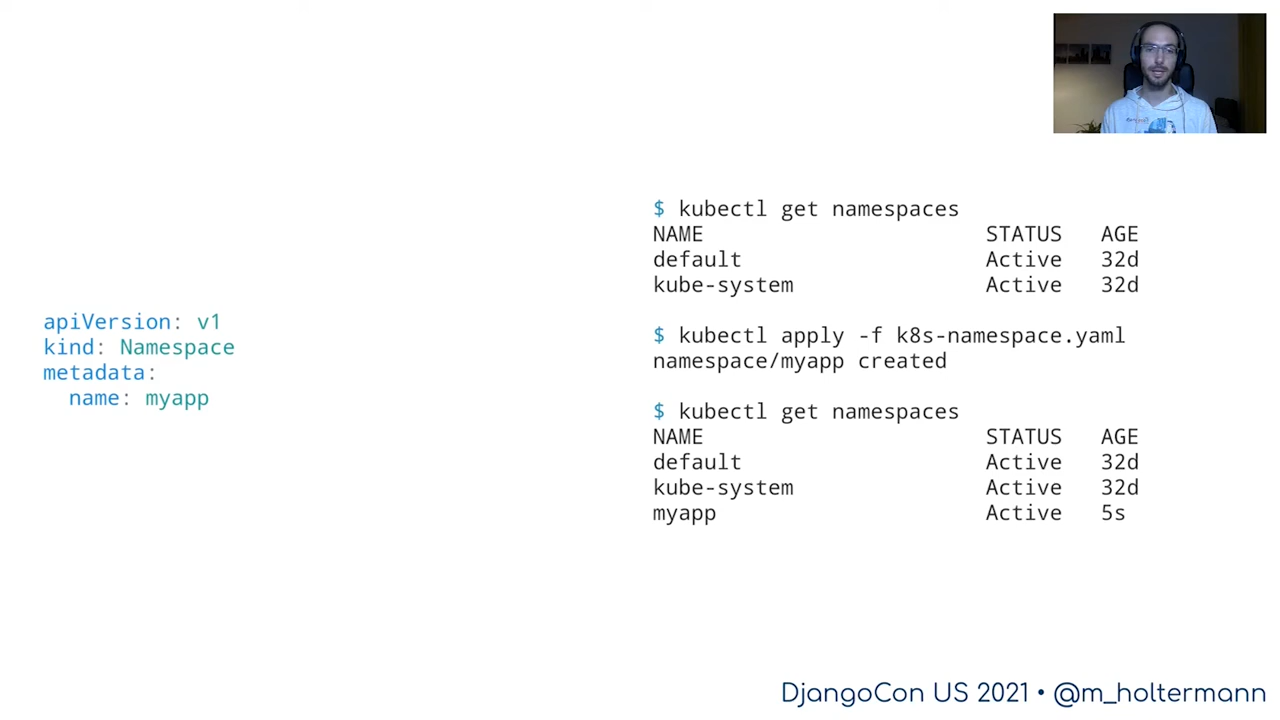 apiVersion: v1
kind: Namespace
metadata:
  name: myapp
$ kubectl get namespaces
NAME                      STATUS   AGE
default                   Active   32d
kube-system               Active   32d
$ kubectl apply -f k8s-namespace.yaml
namespace/myapp created
$ kubectl get namespaces
NAME                      STATUS   AGE
default                   Active   32d
kube-system               Active   32d
myapp                     Active   5s
DjangoCon US 2021 • @m_holtermann